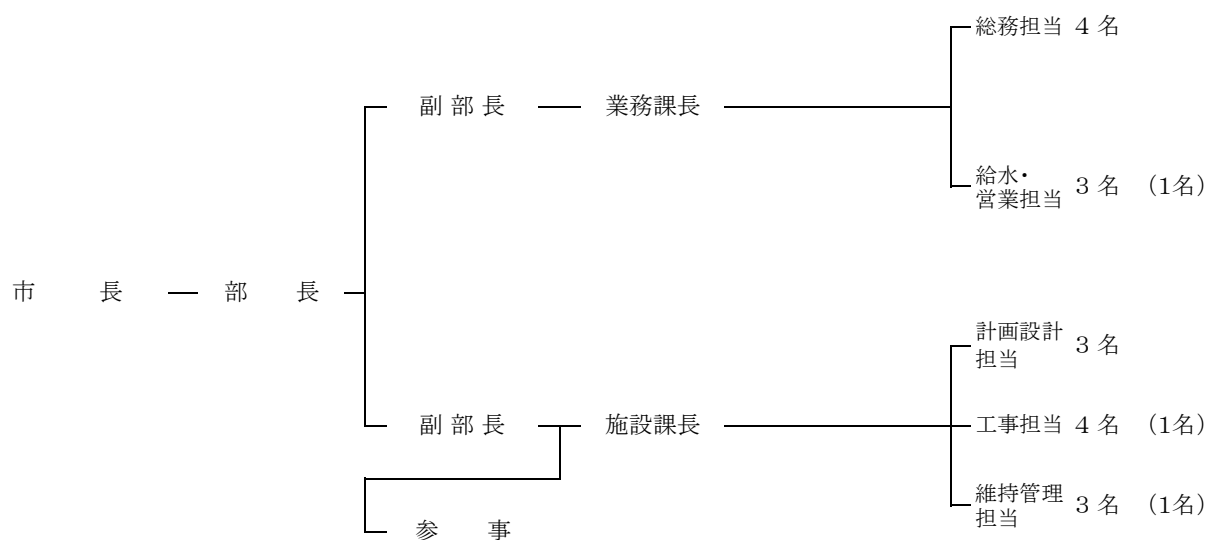 総務担当 4 名
副 部 長 業務課長
給水・
営業担当 3 名 (1名)
市 長 部 長
計画設計
担当 3 名
副 部 長 施設課長 工事担当 4 名 (1名)
維持管理
担当 3 名 (1名)
参 事